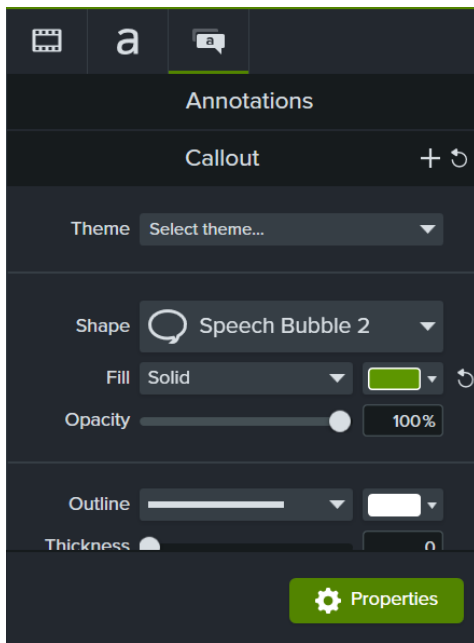 a
a
Annotations
Callout
Theme Select theme...
Shape Speech Bubble 2
Fill Solid
Opacity 100%
Outline
Thickness 0
Properties